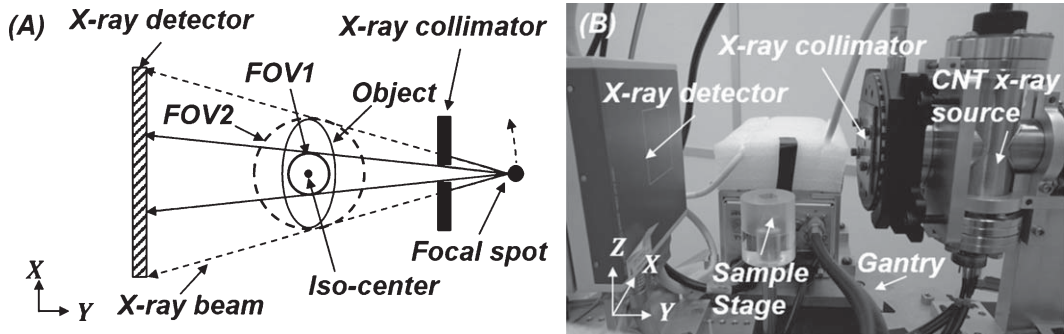 (A)
X-ray detector
X-ray collimator
FOV1
Object
FOV2
Focal spot
Iso-center
X-ray beam
X
Y
(B)
X-ray collimator
X-ray detector
CNT x-ray
source
Z
X
Y
Sample
Stage
Gantry